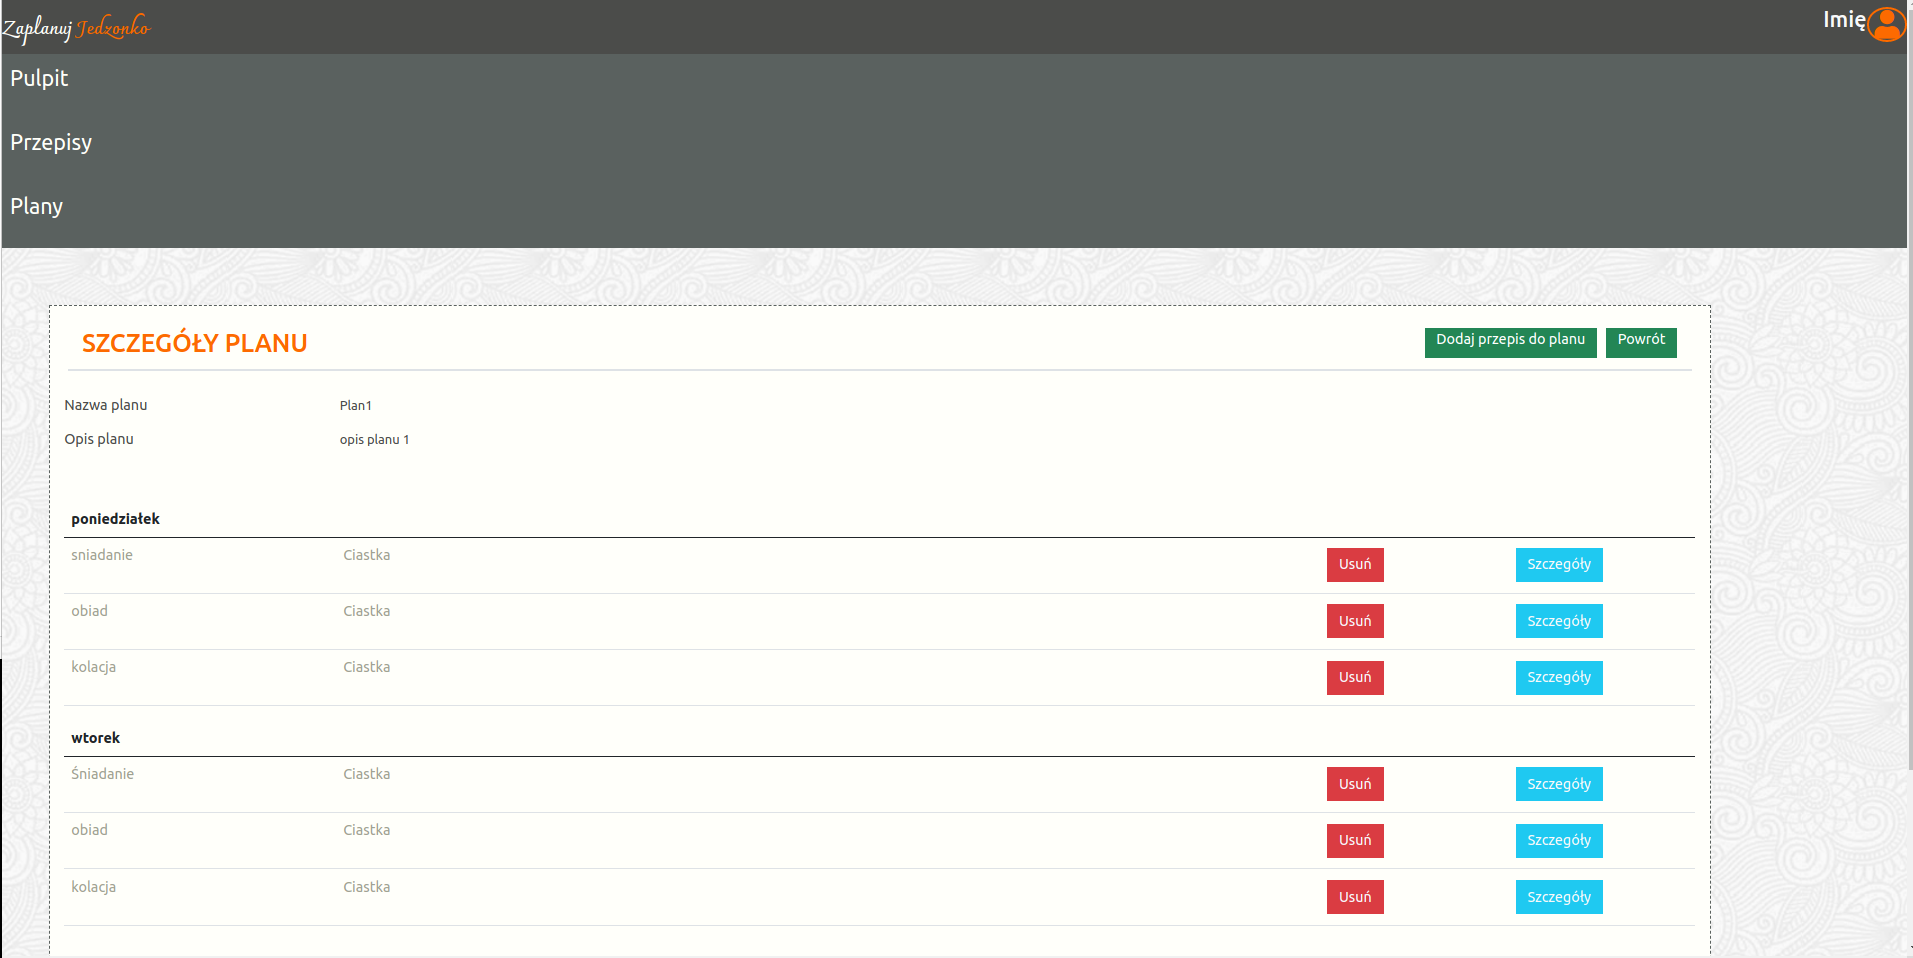 Zaplanuj Jedzonko
Imię
Pulpit
Przepisy
Plany
SZCZEGÓŁY PLANU
Dodaj przepis do planu Powrót
Nazwa planu Plan1
Opis planu opis planu 1
poniedziałek
sniadanie Ciastka Usuń Szczegóły
obiad Ciastka Usuń Szczegóły
kolacja Ciastka Usuń Szczegóły
wtorek
Śniadanie Ciastka Usuń Szczegóły
obiad Ciastka Usuń Szczegóły
kolacja Ciastka Usuń Szczegóły